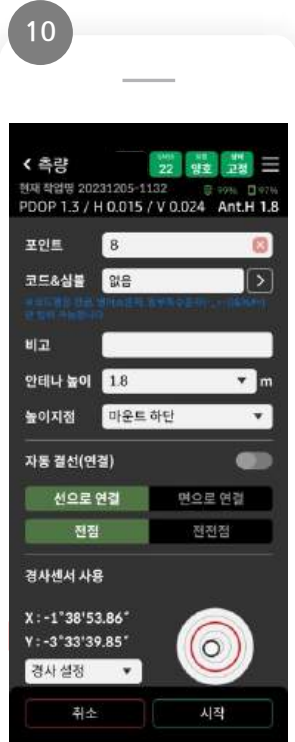 10
측량
GNSS
22 양호 고정
현재 작업명 20231205-1132 99% 97%
PDOP 1.3 / H 0.015 / V 0.024 Ant.H 1.8
포인트 8
코드&심볼 없음
비고
안테나 높이 1.8 m
높이지점 마운트 하단
자동 결선(연결)
선으로 연결 면으로 연결
전점 전전점
경사센서 사용
X : -1°38'53.86"
Y : -3°33'39.85"
경사 설정
취소 시작